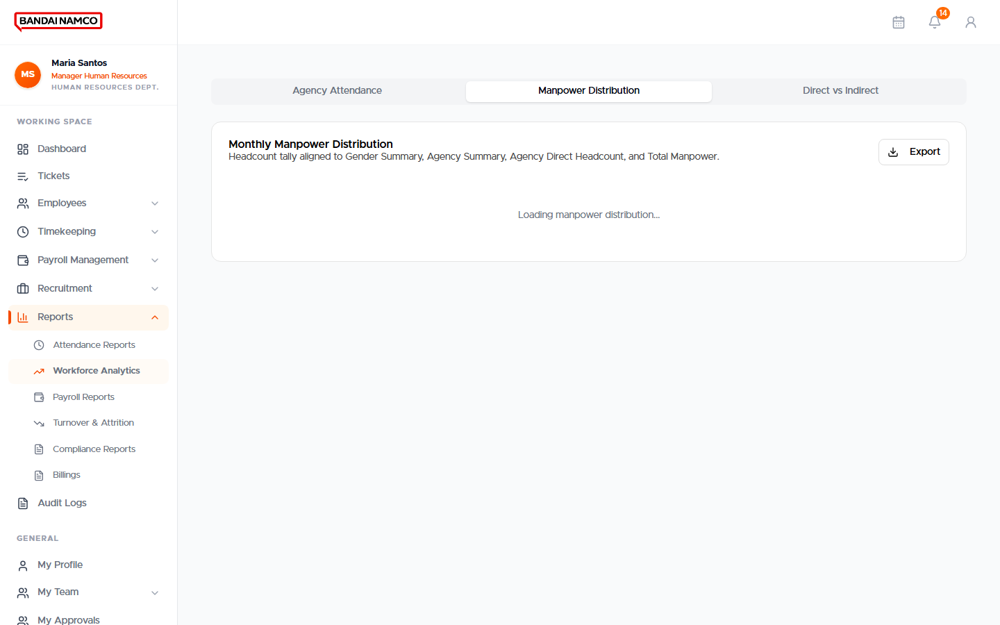 BANDAI NAMCO
14
MS
Maria Santos
Manager Human Resources
HUMAN RESOURCES DEPT.
WORKING SPACE
Dashboard
Tickets
Employees
Timekeeping
Payroll Management
Recruitment
Reports
Attendance Reports
Workforce Analytics
Payroll Reports
Turnover & Attrition
Compliance Reports
Billings
Audit Logs
GENERAL
My Profile
My Team
My Approvals
Agency Attendance
Manpower Distribution
Direct vs Indirect
Monthly Manpower Distribution
Headcount tally aligned to Gender Summary, Agency Summary, Agency Direct Headcount, and Total Manpower.
Export
Loading manpower distribution...